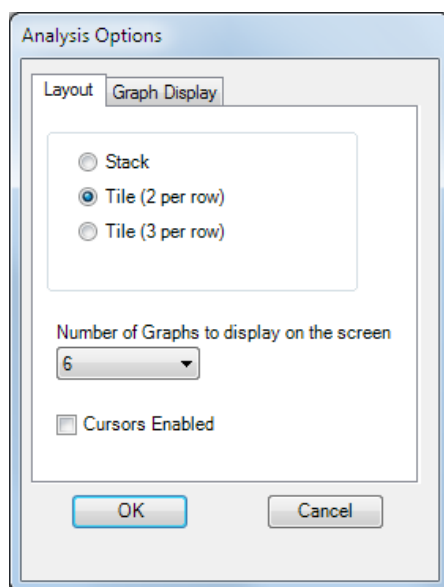 Analysis Options
Layout
Graph Display
Stack
Tile (2 per row)
Tile (3 per row)
Number of Graphs to display on the screen
6
Cursors Enabled
OK
Cancel